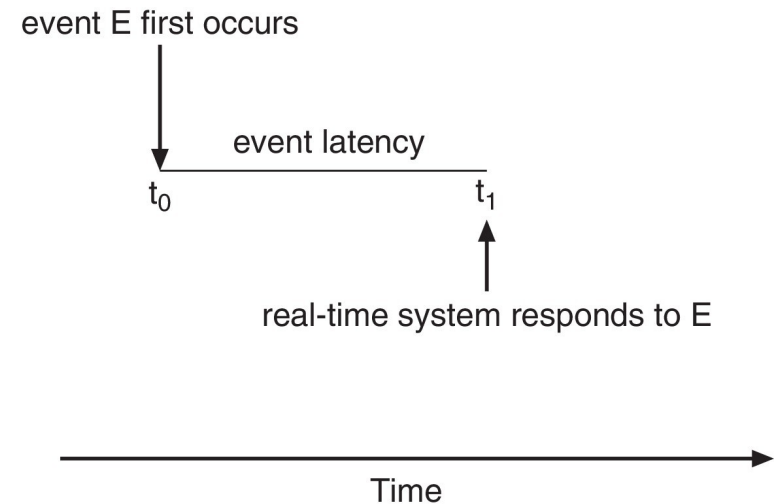 event E first occurs
event latency
t0
t1
real-time system responds to E
Time